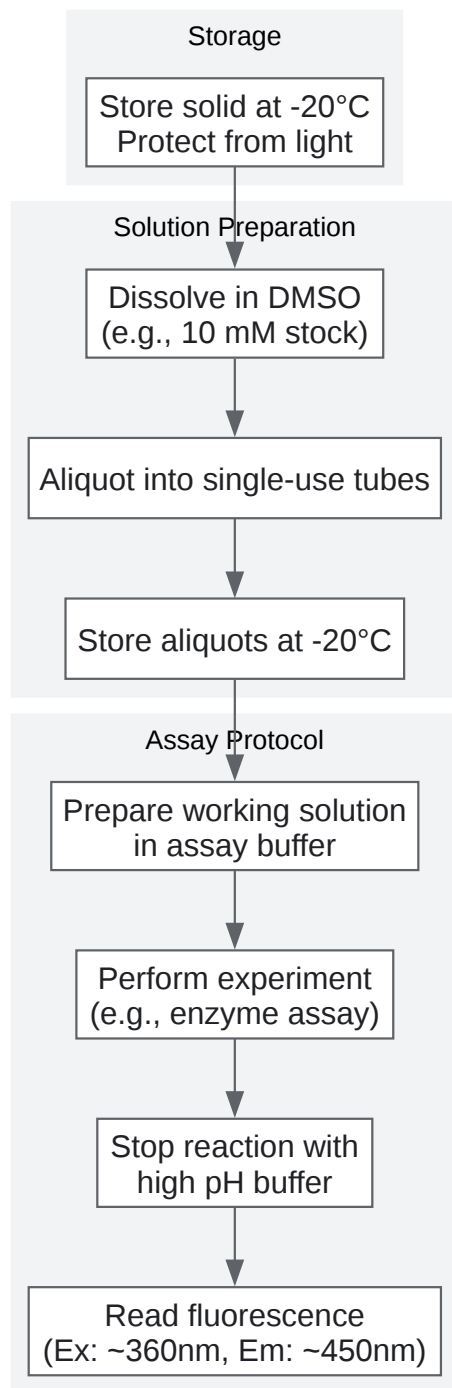 Storage
Store solid at -20°C
Protect from light
Solution Preparation
Dissolve in DMSO
(e.g., 10 mM stock)
Aliquot into single-use tubes
Store aliquots at -20°C
Assay Protocol
Prepare working solution
in assay buffer
Perform experiment
(e.g., enzyme assay)
Stop reaction with
high pH buffer
Read fluorescence
(Ex: ~360nm, Em: ~450nm)